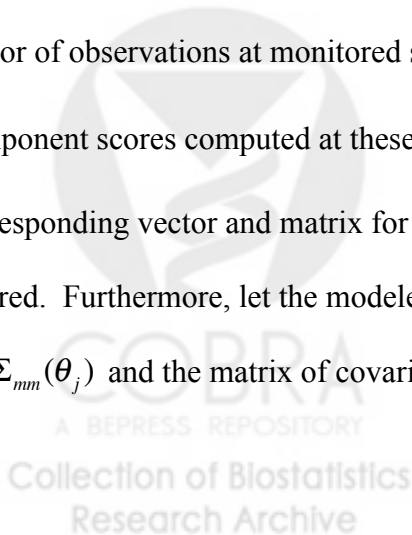 or of observations at monitored s
ponent scores computed at these
esponding vector and matrix for
red. Furthermore, let the modele
Σ_mm(θ_j) and the matrix of covari
COBRA
A BEPRESS REPOSITORY
Collection of Biostatistics
Research Archive